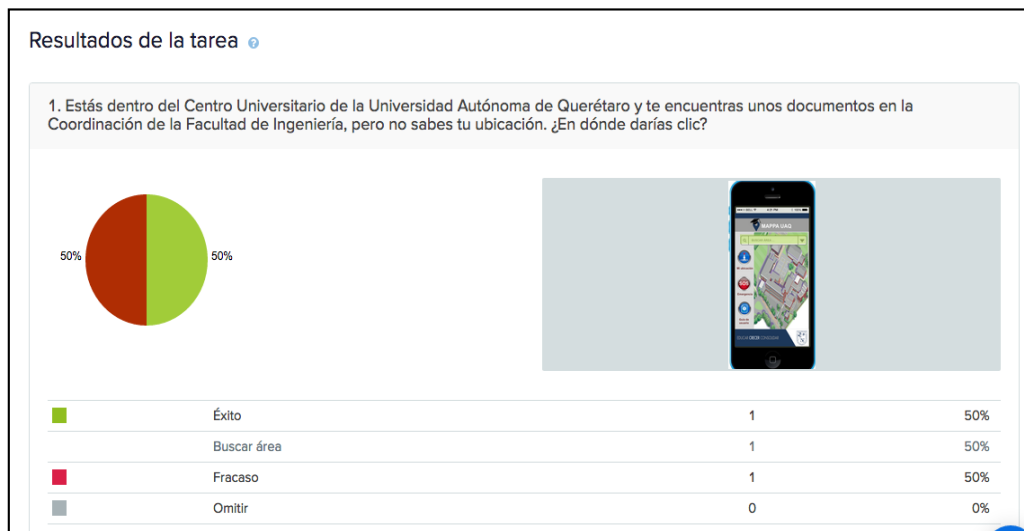 Resultados de la tarea ?
1. Estás dentro del Centro Universitario de la Universidad Autónoma de Querétaro y te encuentras unos documentos en la
Coordinación de la Facultad de Ingeniería, pero no sabes tu ubicación. ¿En dónde darías clic?
50%
50%
MAPPA UAQ
SOS
Éxito 1 50%
Buscar área 1 50%
Fracaso 1 50%
Omitir 0 0%